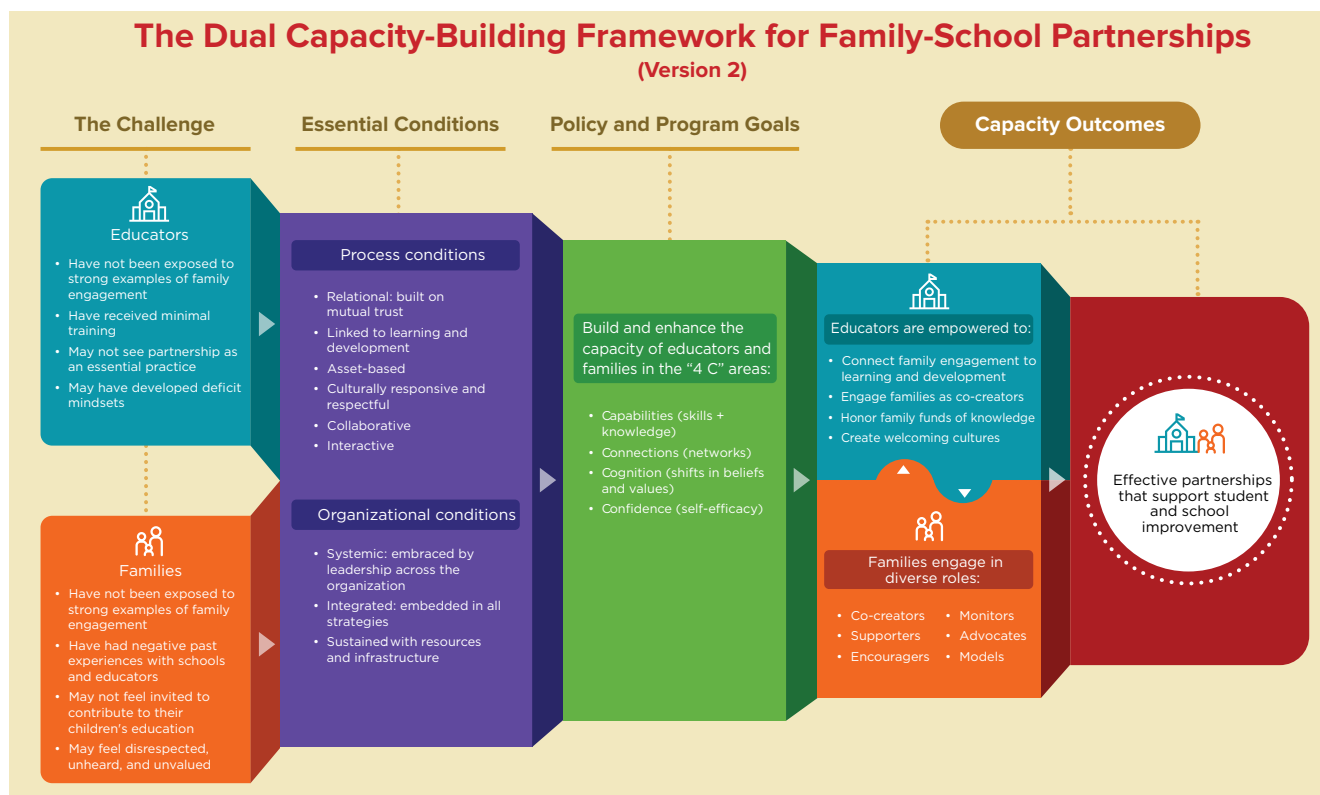 The Dual Capacity-Building Framework for Family-School Partnerships
(Version 2)
The Challenge
Essential Conditions
Policy and Program Goals
Capacity Outcomes
Educators
• Have not been exposed to
strong examples of family
engagement
• Have received minimal
training
• May not see partnership as
an essential practice
• May have developed deficit
mindsets
Families
• Have not been exposed to
strong examples of family
engagement
• Have had negative past
experiences with schools
and educators
• May not feel invited to
contribute to their
children's education
• May feel disrespected,
unheard, and unvalued
Process conditions
• Relational: built on
mutual trust
• Linked to learning and
development
• Asset-based
• Culturally responsive and
respectful
• Collaborative
• Interactive
Organizational conditions
• Systemic: embraced by
leadership across the
organization
• Integrated: embedded in all
strategies
• Sustained with resources
and infrastructure
Build and enhance the
capacity of educators and
families in the “4 C” areas:
• Capabilities (skills +
knowledge)
• Connections (networks)
• Cognition (shifts in beliefs
and values)
• Confidence (self-efficacy)
Educators are empowered to:
• Connect family engagement to
learning and development
• Engage families as co-creators
• Honor family funds of knowledge
• Create welcoming cultures
Families engage in
diverse roles:
• Co-creators
• Supporters
• Encouragers
• Monitors
• Advocates
• Models
Effective partnerships
that support student
and school
improvement